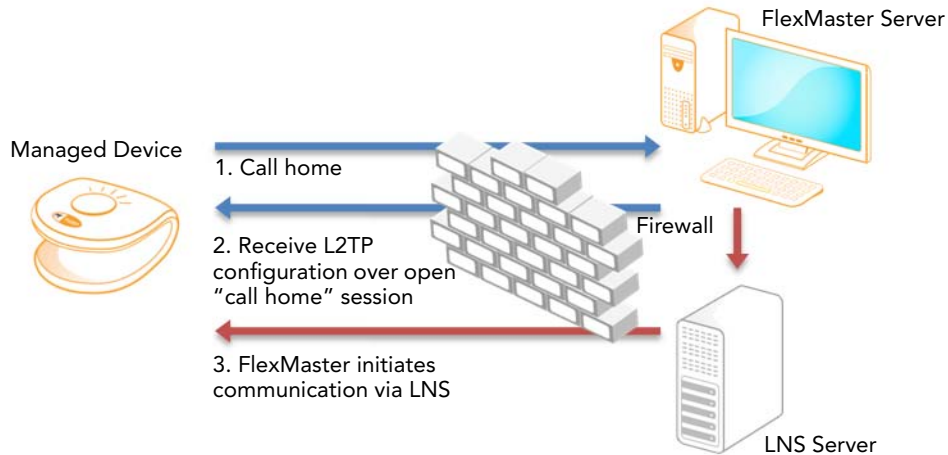 FlexMaster Server
Managed Device
1. Call home
Firewall
2. Receive L2TP
configuration over open
“call home” session
3. FlexMaster initiates
communication via LNS
LNS Server